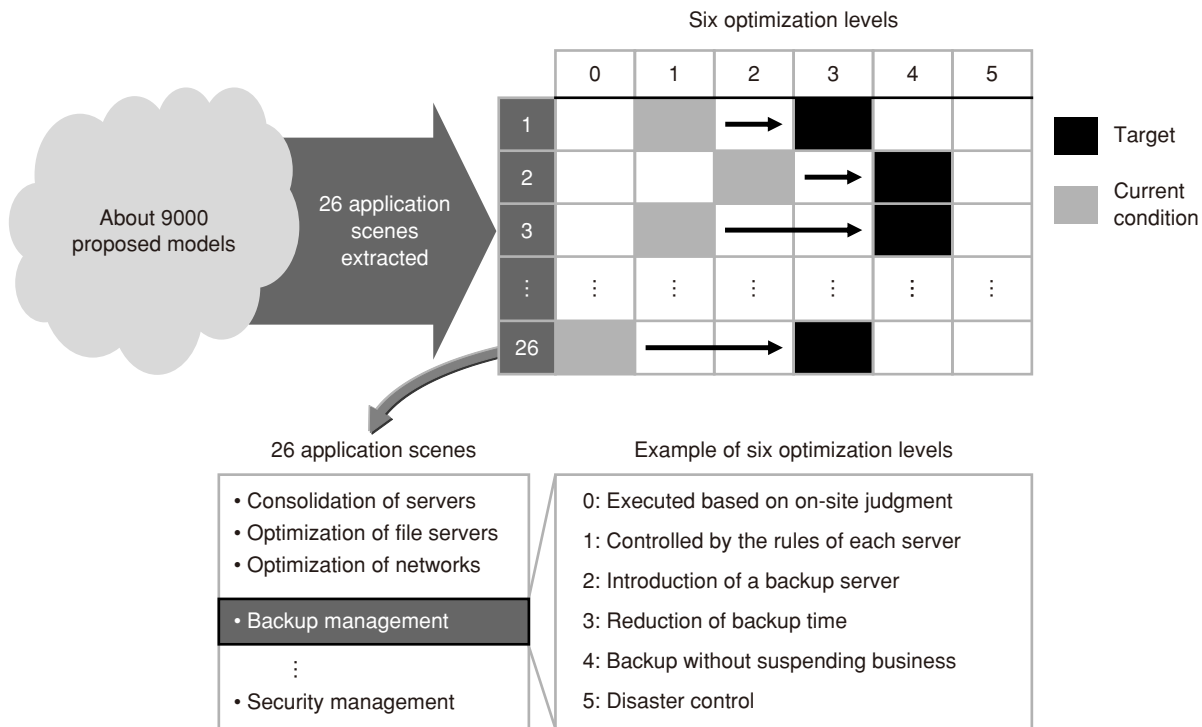 Six optimization levels
0 1 2 3 4 5
1
2
3
⋮ ⋮ ⋮ ⋮ ⋮ ⋮ ⋮
26
About 9000
proposed models
26 application
scenes
extracted
Target
Current
condition
26 application scenes
• Consolidation of servers
• Optimization of file servers
• Optimization of networks
• Backup management
⋮
• Security management
Example of six optimization levels
0: Executed based on on-site judgment
1: Controlled by the rules of each server
2: Introduction of a backup server
3: Reduction of backup time
4: Backup without suspending business
5: Disaster control